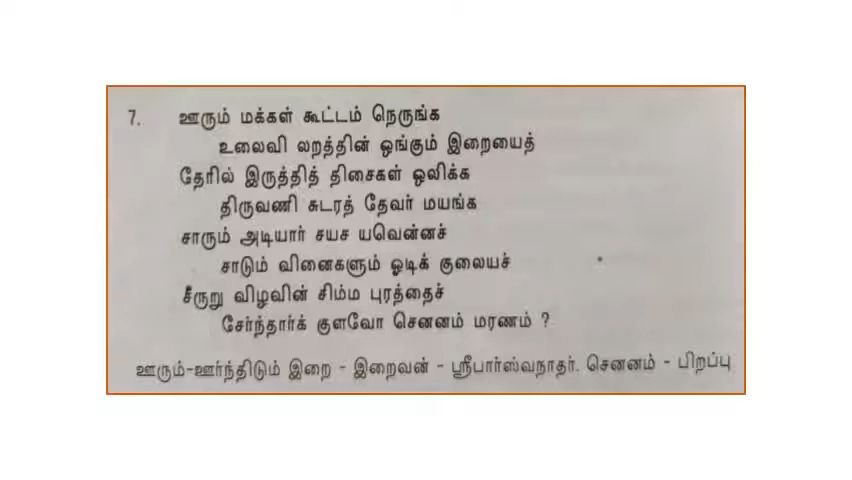 7. ஊரும் மக்கள் கூட்டம் நெருங்க
உலைவி லறத்தின் ஒங்கும் இறையைத்
தேரில் இருத்தித் திசைகள் ஒலிக்க
திருவணி சுடரத் தேவர் மயங்க
சாரும் அடியார் சயச யவென்னச்
சாடும் வினைகளும் ஓடிக் குலையச்
சீருறு விழவின் சிம்ம புரத்தைச்
சேர்ந்தார்க் குளவோ செனனம் மரணம் ?
ஊரும்-ஊர்ந்திடும் இறை - இறைவன் - ஸ்ரீபார்ஸ்வநாதர். செனனம் - பிறப்பு